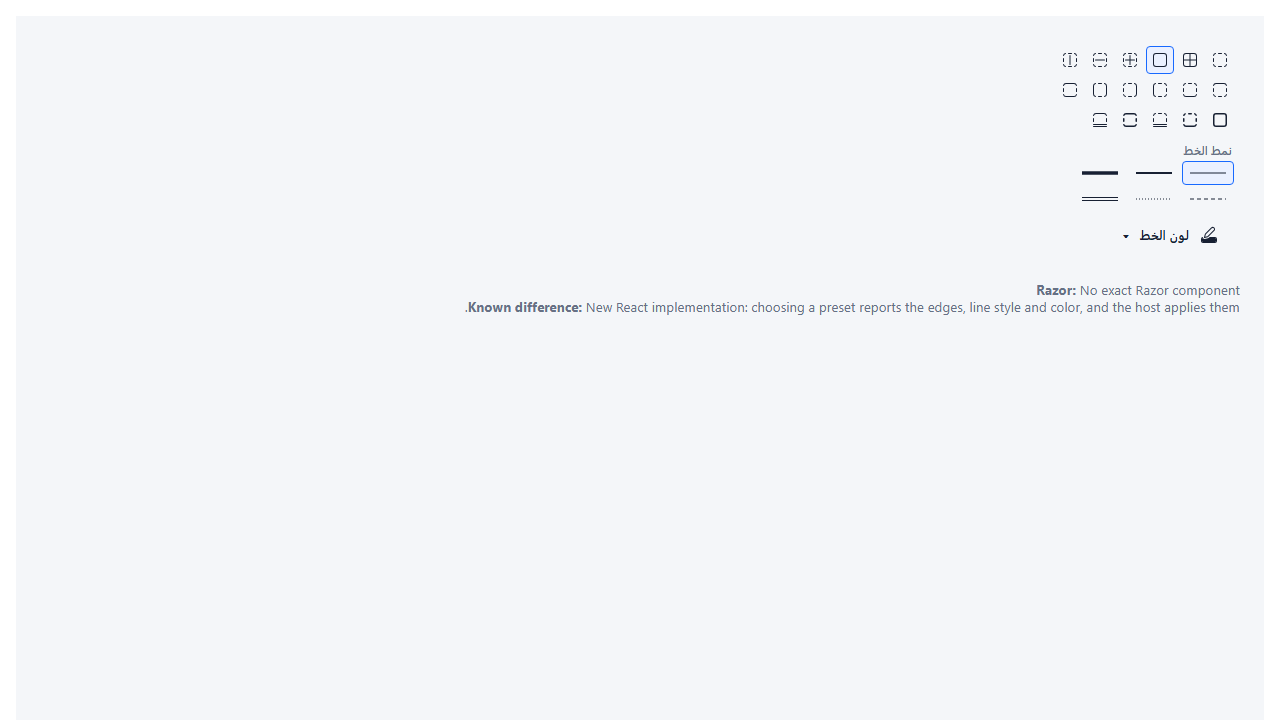 نمط الخط
لون الخط
Razor: No exact Razor component
Known difference: New React implementation: choosing a preset reports the edges, line style and color, and the host applies them.